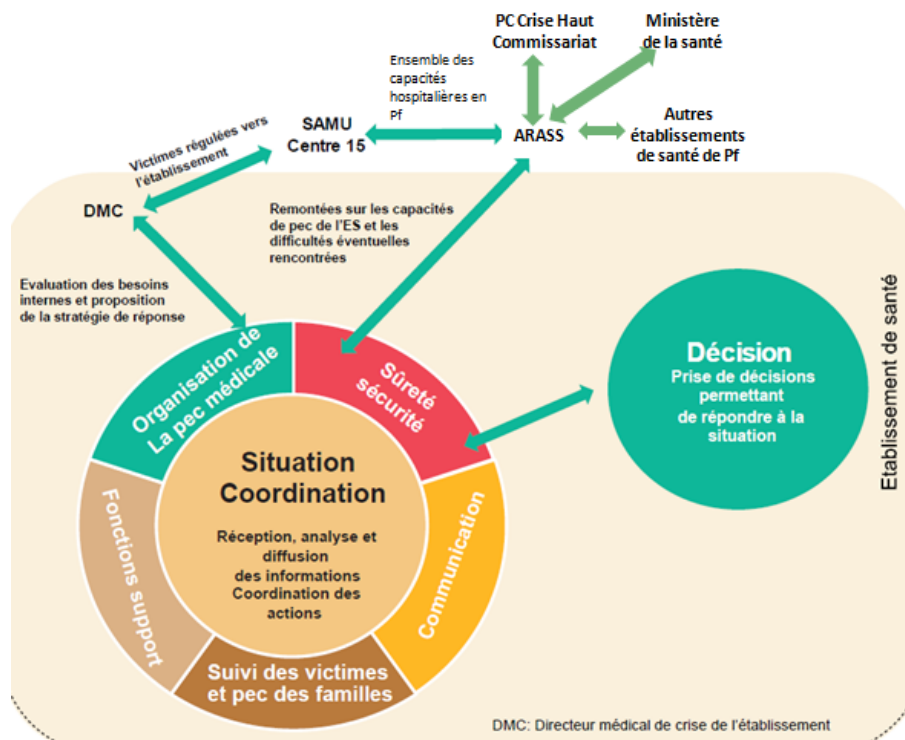 PC Crise Haut
Commissariat
Ministère
de la santé
Ensemble des
capacités
hospitalières en
Pf
SAMU
Centre 15
ARASS
Autres
établissements
de santé de Pf
Victimes régulées vers
l'établissement
DMC
Remontées sur les capacités
de pec de l'ES et les
difficultés éventuelles
rencontrées
Evaluation des besoins
internes et proposition
de la stratégie de réponse
Etablissement de santé
Organisation de
La pec médicale
Sûreté
sécurité
Décision
Prise de décisions
permettant
de répondre à la
situation
Situation
Coordination
Réception, analyse et
diffusion
des informations
Coordination des
actions
Fonctions support
Communication
Suivi des victimes
et pec des familles
DMC: Directeur médical de crise de l'établissement